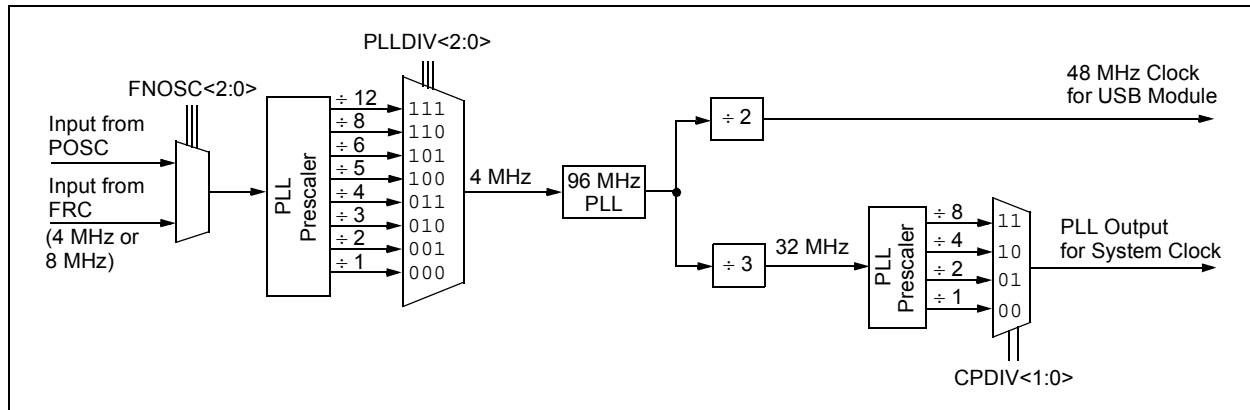 PLLDIV<2:0>
FNOSC<2:0>
Input from
POSC
Input from
FRC
(4 MHz or
8 MHz)
PLL
Prescaler
÷ 12
÷ 8
÷ 6
÷ 5
÷ 4
÷ 3
÷ 2
÷ 1
111
110
101
100
011
010
001
000
4 MHz
96 MHz
PLL
÷ 2
48 MHz Clock
for USB Module
÷ 3
32 MHz
PLL
Prescaler
÷ 8
÷ 4
÷ 2
÷ 1
11
10
01
00
PLL Output
for System Clock
CPDIV<1:0>